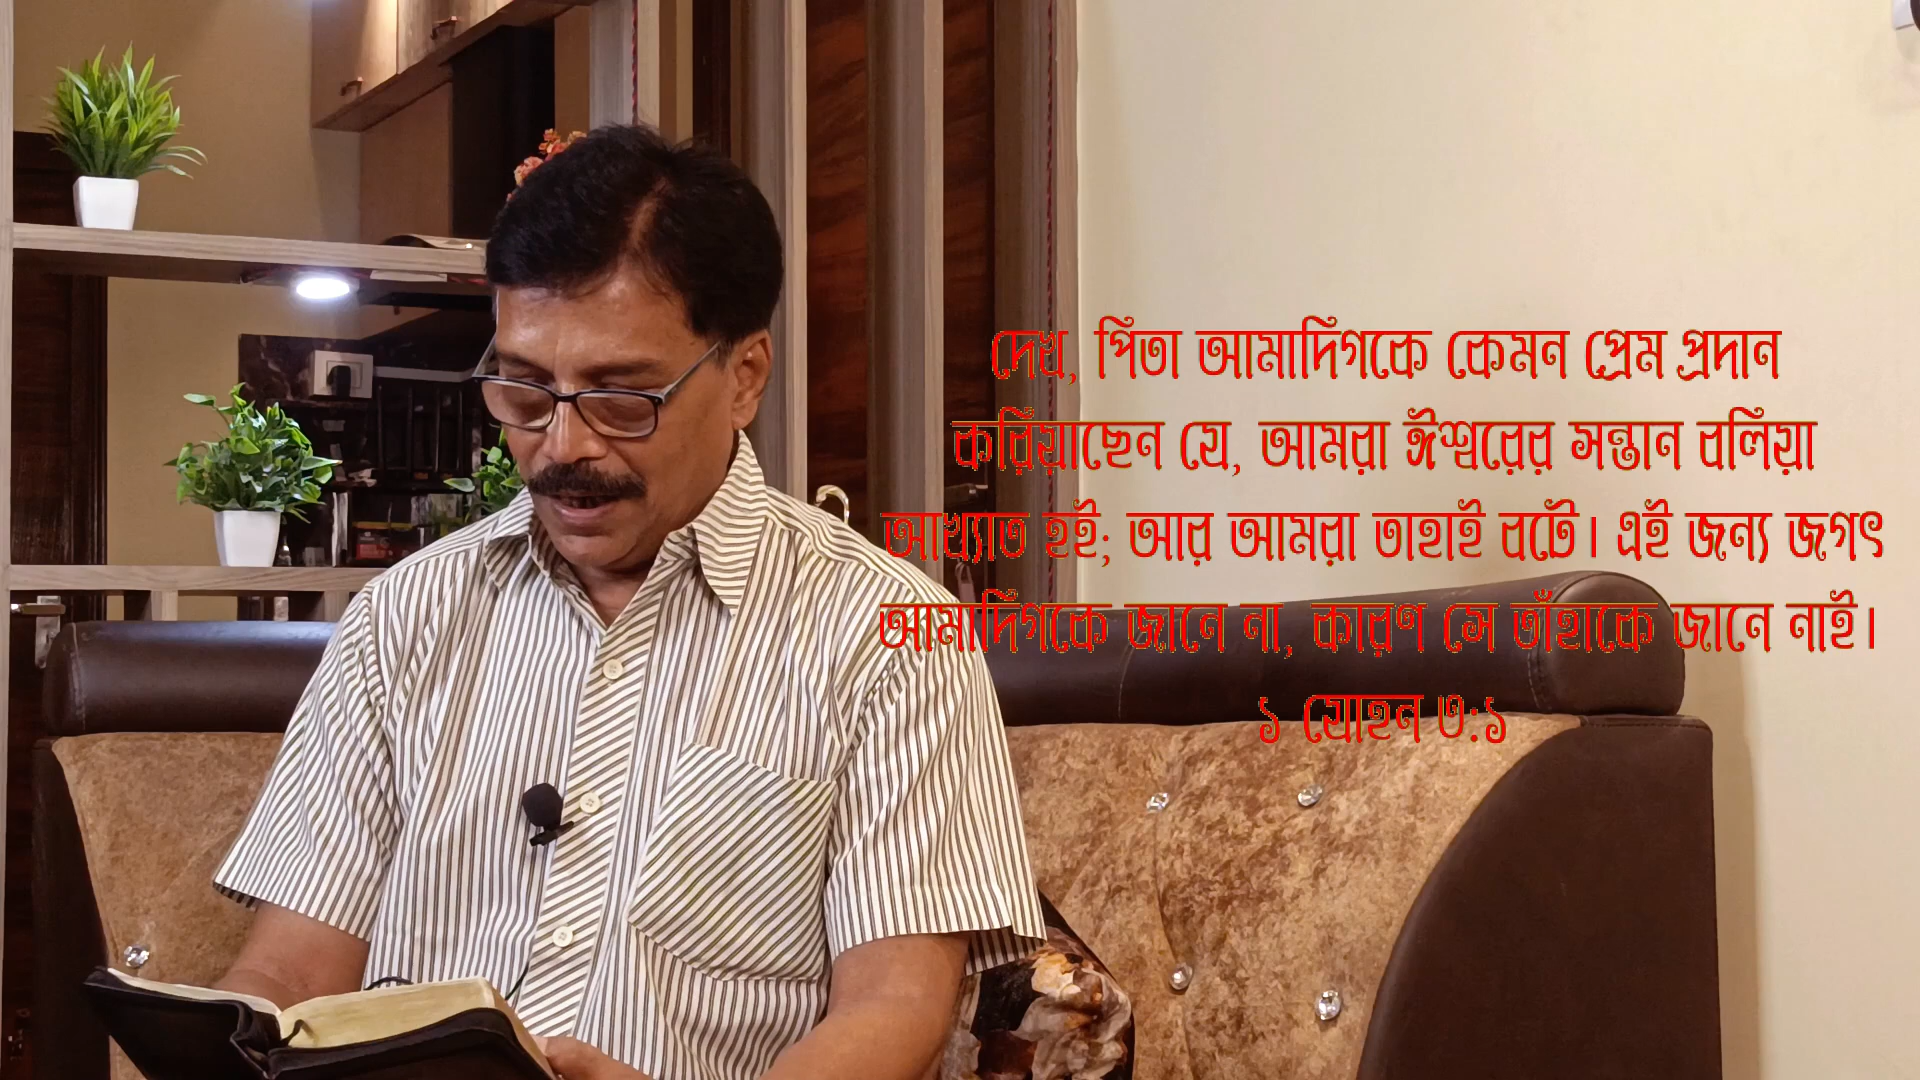 দেখ, পিতা আমাদিগকে কেমন প্রেম প্রদান
করিয়াছেন যে, আমরা ঈশ্বরের সন্তান বলিয়া
আখ্যাত হই; আর আমরা তাহাই বটে। এই জন্য জগৎ
আমাদিগকে জানে না, কারণ সে তাঁহাকে জানে নাই।
১ যোহন ৩:১